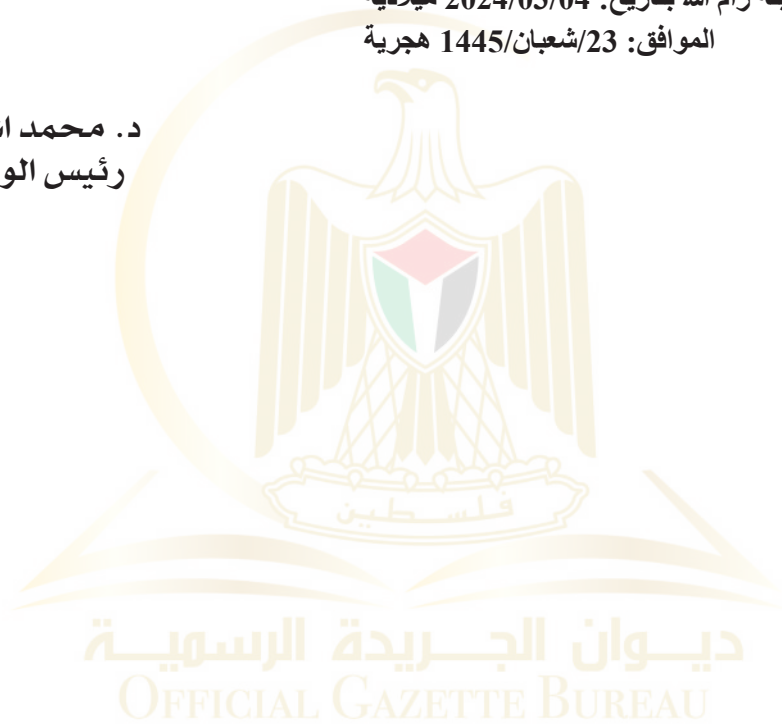 رام الله بتاريخ: 2024/03/04 ميلادية
الموافق: 23/شعبان/1445 هجرية
د. محمد
رئيس
فلسطين
ديوان الجريدة الرسمية
OFFICIAL GAZETTE BUREAU